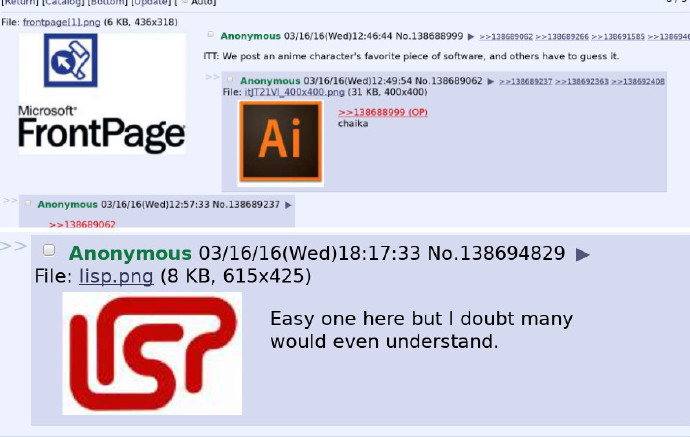 [Return] [Catalog] [Bottom] [Update] [ Auto]
File: frontpage[1].png (6 KB, 436x318)
Anonymous 03/16/16(Wed)12:46:44 No.138688999 ▶ >>138689062 >>138689266 >>138691585
ITT: We post an anime character's favorite piece of software, and others have to guess it.
Microsoft®
FrontPage
>> Anonymous 03/16/16(Wed)12:49:54 No.138689062 ▶ >>138689237 >>138692363 >>138692408
File: itJT21VI_400x400.png (31 KB, 400x400)
Ai
>>138688999 (OP)
chaika
>> Anonymous 03/16/16(Wed)12:57:33 No.138689237 ▶
>>138689062
>> Anonymous 03/16/16(Wed)18:17:33 No.138694829 ▶
File: lisp.png (8 KB, 615x425)
LISP
Easy one here but I doubt many
would even understand.